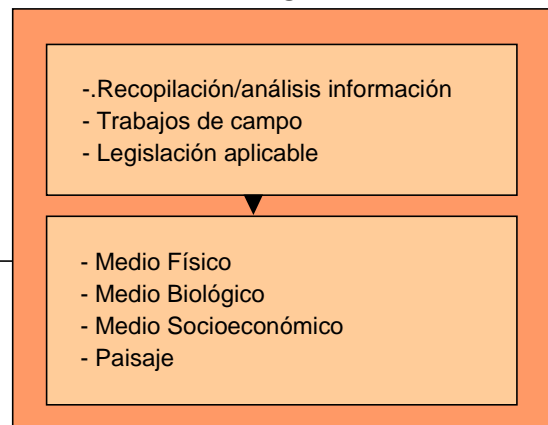 -.Recopilación/análisis información
- Trabajos de campo
- Legislación aplicable
- Medio Físico
- Medio Biológico
- Medio Socioeconómico
- Paisaje